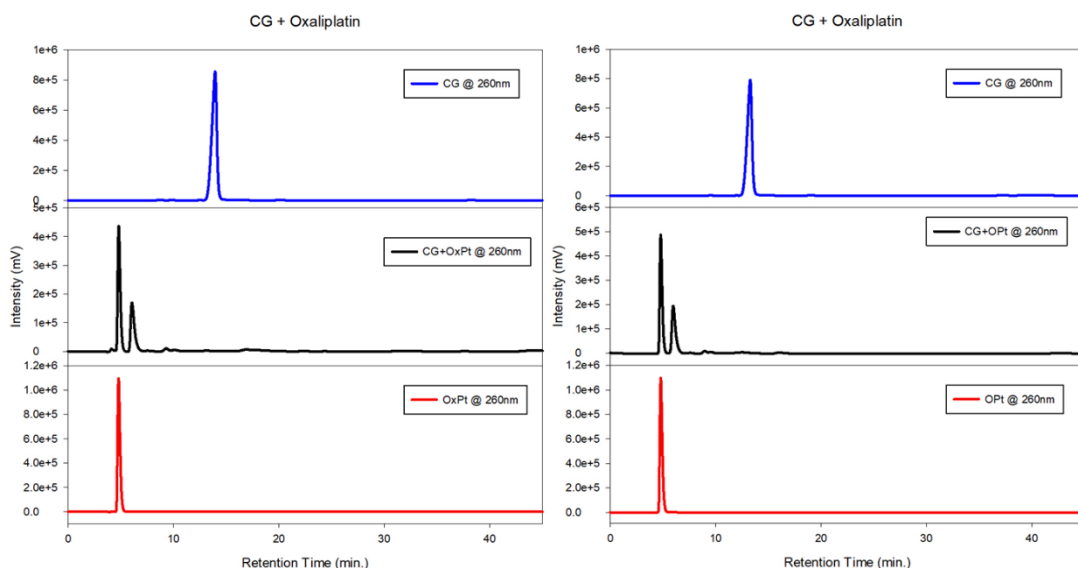 CG + Oxaliplatin
1e+6
8e+5
6e+5
4e+5
2e+5
0
CG @ 260nm
5e+5
4e+5
3e+5
2e+5
1e+5
0
CG+OxPt @ 260nm
1.2e+6
1.0e+6
8.0e+5
6.0e+5
4.0e+5
2.0e+5
0.0
OxPt @ 260nm
Intensity (mV)
0 10 20 30 40
Retention Time (min.)
CG + Oxaliplatin
1e+6
8e+5
6e+5
4e+5
2e+5
0
CG @ 260nm
6e+5
5e+5
4e+5
3e+5
2e+5
1e+5
0
CG+OPt @ 260nm
1.2e+6
1.0e+6
8.0e+5
6.0e+5
4.0e+5
2.0e+5
0.0
OPt @ 260nm
Intensity (mV)
0 10 20 30 40
Retention Time (min.)